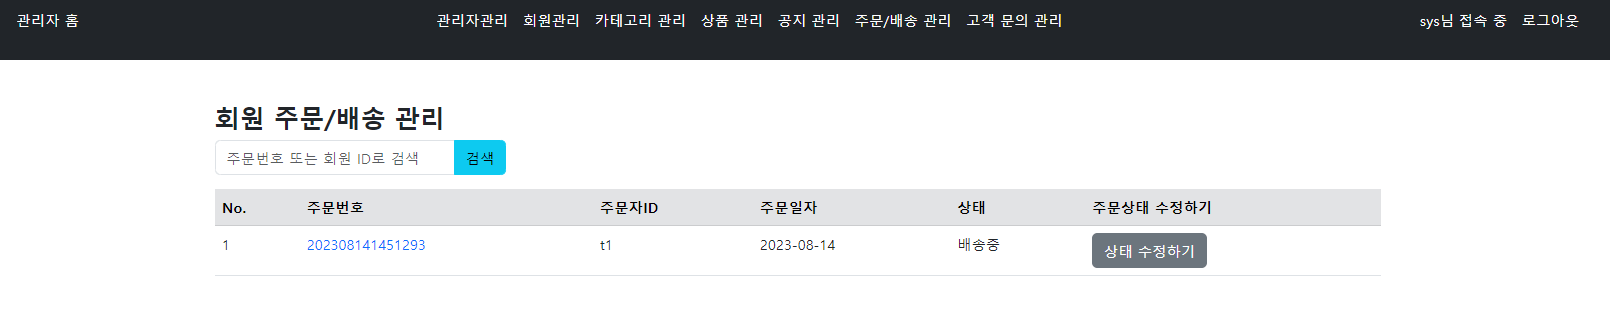 관리자 홈 관리자관리 회원관리 카테고리 관리 상품 관리 공지 관리 주문/배송 관리 고객 문의 관리 sys님 접속 중 로그아웃
회원 주문/배송 관리
주문번호 또는 회원 ID로 검색 검색
No. 주문번호 주문자ID 주문일자 상태 주문상태 수정하기
1 202308141451293 t1 2023-08-14 배송중 상태 수정하기